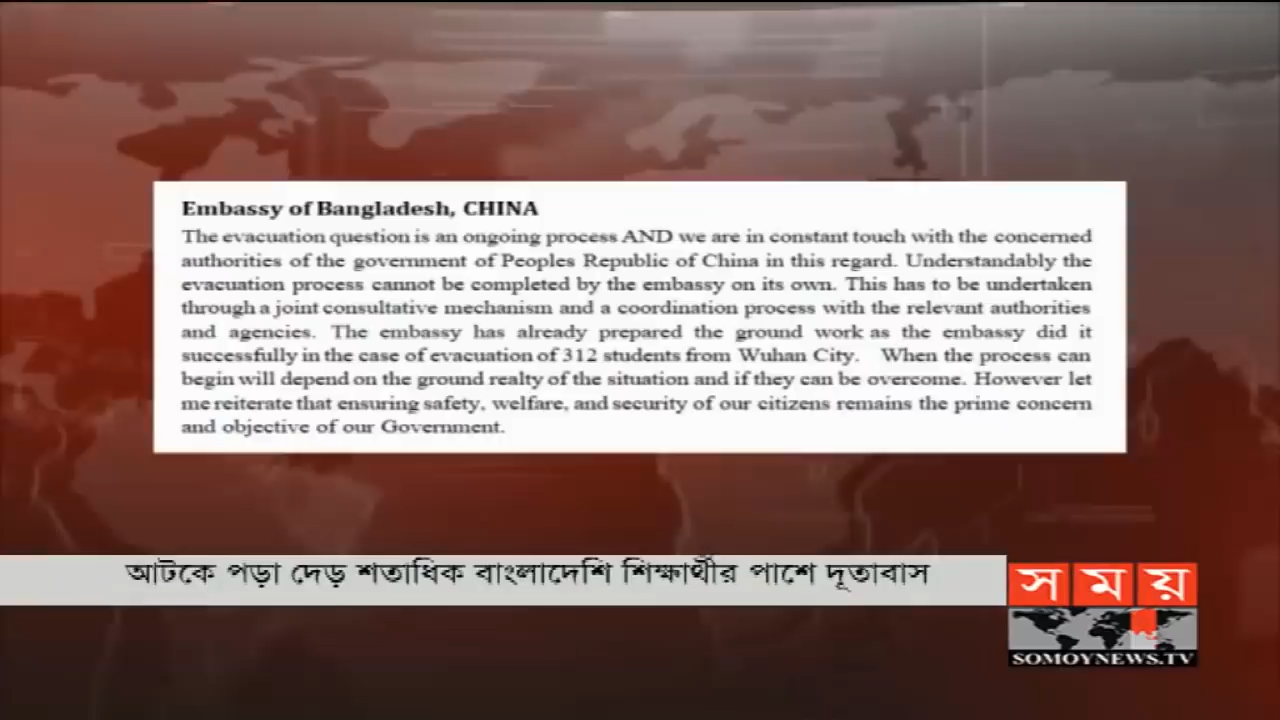 Embassy of Bangladesh, CHINA
The evacuation question is an ongoing process AND we are in constant touch with the concerned
authorities of the government of Peoples Republic of China in this regard. Understandably the
evacuation process cannot be completed by the embassy on its own. This has to be undertaken
through a joint consultative mechanism and a coordination process with the relevant authorities
and agencies. The embassy has already prepared the ground work as the embassy did it
successfully in the case of evacuation of 312 students from Wuhan City. When the process can
begin will depend on the ground realty of the situation and if they can be overcome. However let
me reiterate that ensuring safety, welfare, and security of our citizens remains the prime concern
and objective of our Government.
আটকে পড়া দেড় শতাধিক বাংলাদেশি শিক্ষার্থীর পাশে দূতাবাস
সময়
SOMOYNEWS.TV